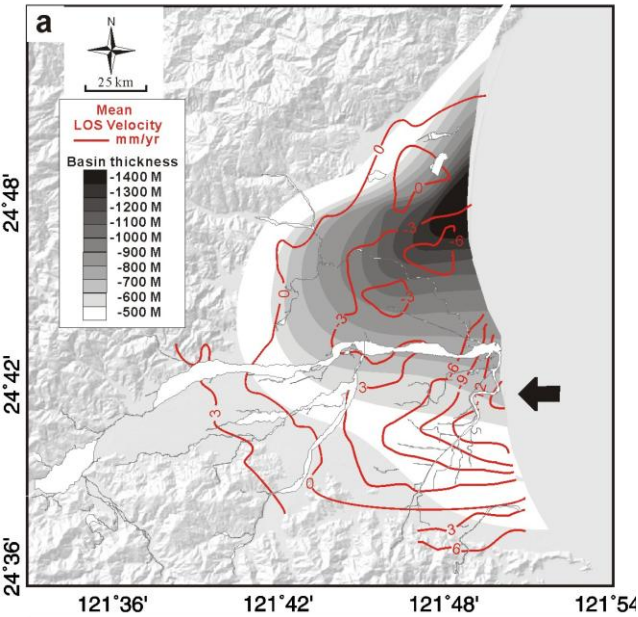 a
N
25 km
Mean
LOS Velocity
mm/yr
Basin thickness
-1400 M
-1300 M
-1200 M
-1100 M
-1000 M
-900 M
-800 M
-700 M
-600 M
-500 M
0
0
-3
-6
0
-3
-3
-6
-9
-12
3
3
0
3
6
24˚48'
24˚42'
24˚36'
121˚36'
121˚42'
121˚48'
121˚54